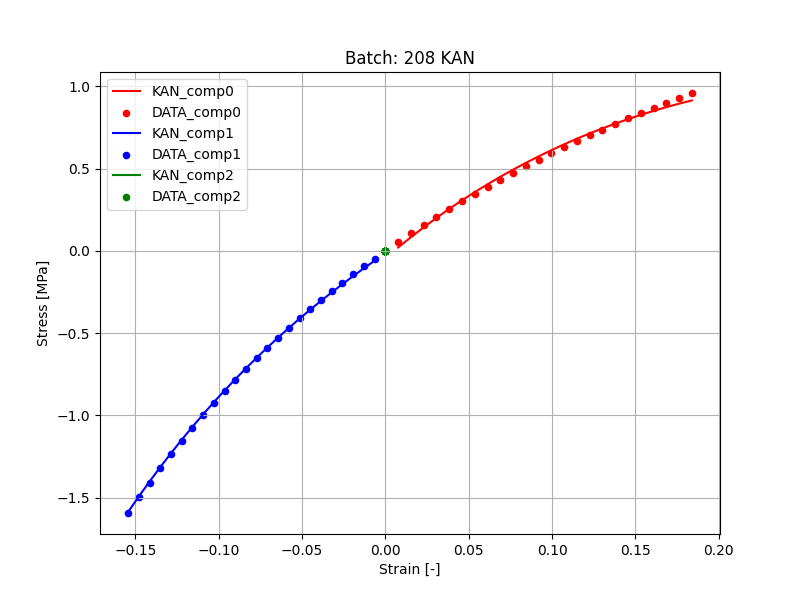 Batch: 208 KAN
KAN_comp0
DATA_comp0
KAN_comp1
DATA_comp1
KAN_comp2
DATA_comp2
1.0
0.5
0.0
−0.5
−1.0
−1.5
Stress [MPa]
−0.15
−0.10
−0.05
0.00
0.05
0.10
0.15
0.20
Strain [-]